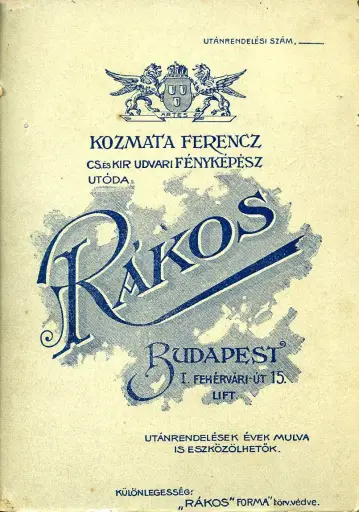 UTÁNRENDELÉSI SZÁM, ____
ARTES
KOZMATA FERENCZ
CS.ÉS KIR UDVARI FÉNYKÉPÉSZ
UTÓDA
RÁKOS
BUDAPEST
I. FEHÉRVÁRI-ÚT 15.
LIFT.
UTÁNRENDELÉSEK ÉVEK MULVA
IS ESZKÖZÖLHETŐK.
KÜLÖNLEGESSÉG:
„RÁKOS" FORMA" törv.védve.